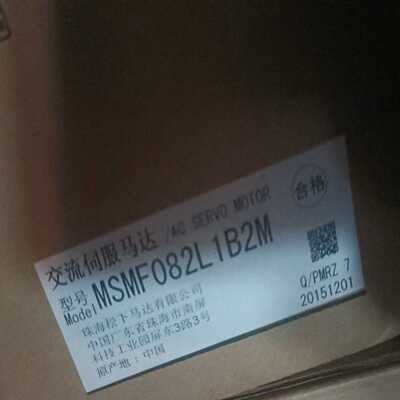 交流伺服马达 /AC SERVO MOTOR
合格
型号
Model MSMF082L1B2M
珠海松下马达有限公司
中国广东省珠海市南屏
科技工业园屏东3路3号
原产地: 中国
Q/PMRZ 7
20151201